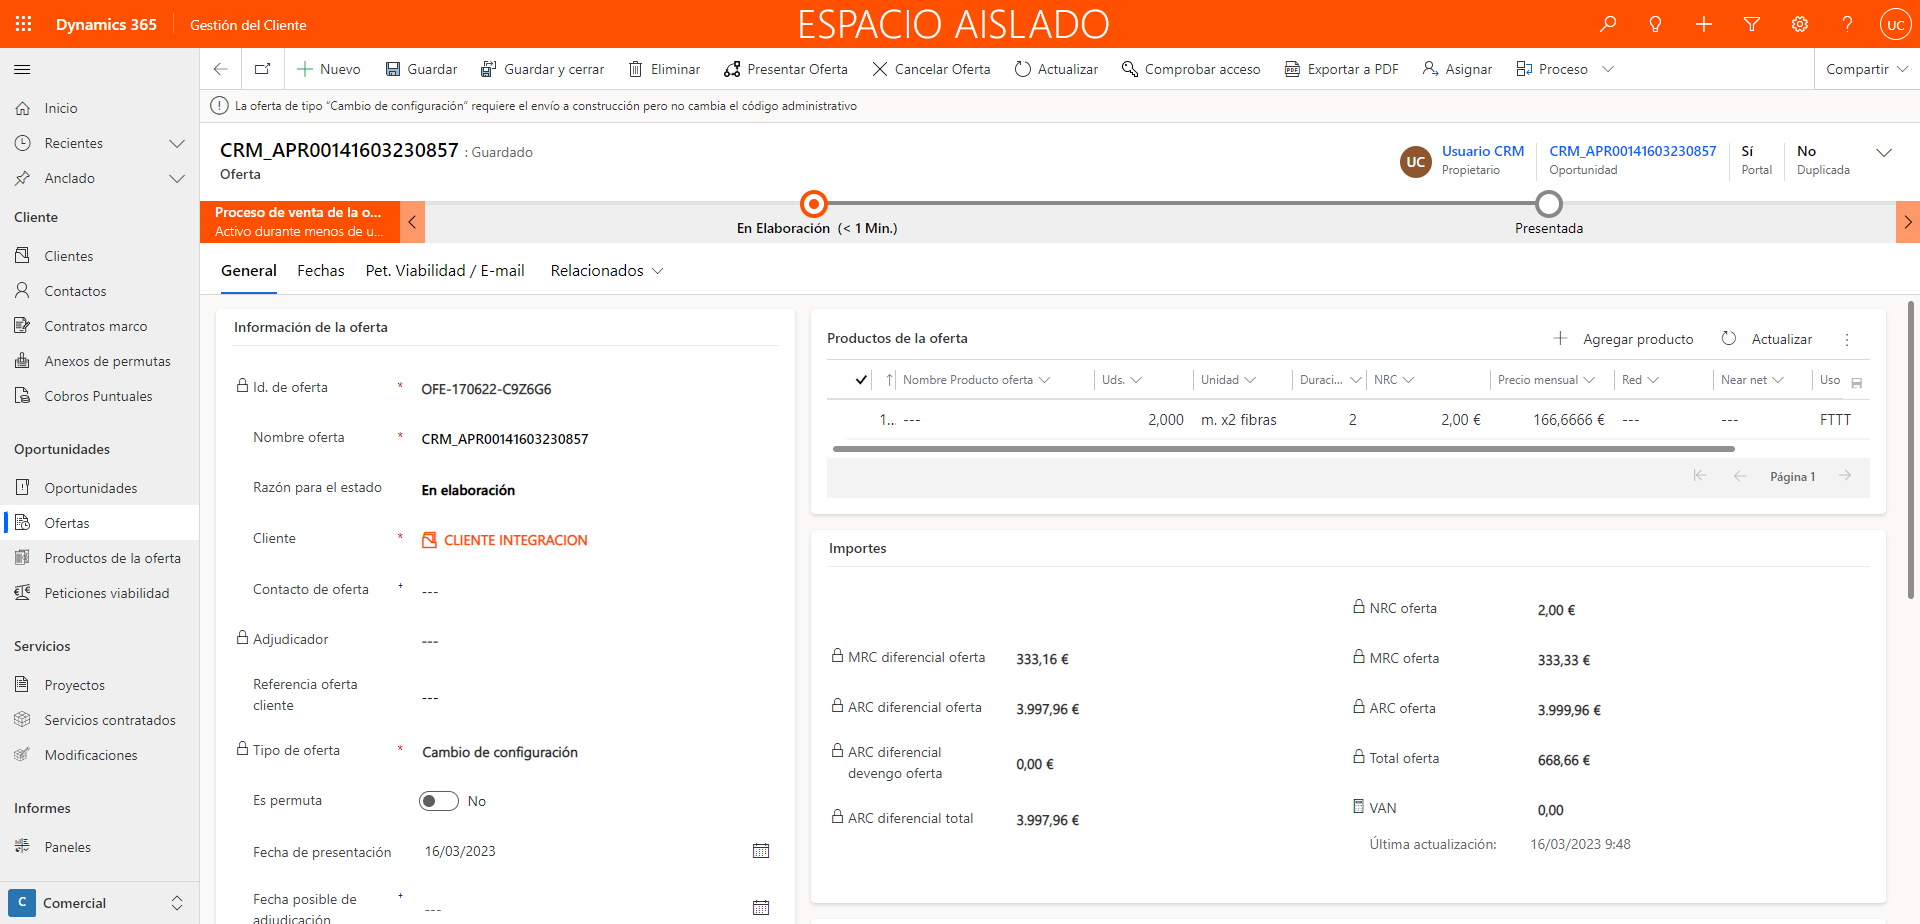 Dynamics 365
Gestión del Cliente
ESPACIO AISLADO
UC
Nuevo
Guardar
Guardar y cerrar
Eliminar
Presentar Oferta
Cancelar Oferta
Actualizar
Comprobar acceso
Exportar a PDF
Asignar
Proceso
Compartir
La oferta de tipo “Cambio de configuración” requiere el envío a construcción pero no cambia el código administrativo
Inicio
Recientes
Anclado
Cliente
Clientes
Contactos
Contratos marco
Anexos de permutas
Cobros Puntuales
Oportunidades
Oportunidades
Ofertas
Productos de la oferta
Peticiones viabilidad
Servicios
Proyectos
Servicios contratados
Modificaciones
Informes
Paneles
C Comercial
CRM_APR00141603230857 : Guardado
Oferta
UC
Usuario CRM
Propietario
CRM_APR00141603230857
Oportunidad
Sí
Portal
No
Duplicada
Proceso de venta de la o...
Activo durante menos de u...
En Elaboración (< 1 Min.)
Presentada
General
Fechas
Pet. Viabilidad / E-mail
Relacionados
Información de la oferta
Id. de oferta * OFE-170622-C9Z6G6
Nombre oferta * CRM_APR00141603230857
Razón para el estado En elaboración
Cliente * CLIENTE INTEGRACION
Contacto de oferta + ---
Adjudicador ---
Referencia oferta
cliente ---
Tipo de oferta * Cambio de configuración
Es permuta No
Fecha de presentación 16/03/2023
Fecha posible de + ---
adjudicación
Productos de la oferta
Agregar producto
Actualizar
Nombre Producto oferta Uds. Unidad Duraci... NRC Precio mensual Red Near net Uso
1.. --- 2,000 m. x2 fibras 2 2,00 € 166,6666 € --- --- FTTT
Página 1
Importes
NRC oferta 2,00 €
MRC diferencial oferta 333,16 €
MRC oferta 333,33 €
ARC diferencial oferta 3.997,96 €
ARC oferta 3.999,96 €
ARC diferencial
devengo oferta 0,00 €
Total oferta 668,66 €
VAN 0,00
ARC diferencial total 3.997,96 €
Última actualización: 16/03/2023 9:48